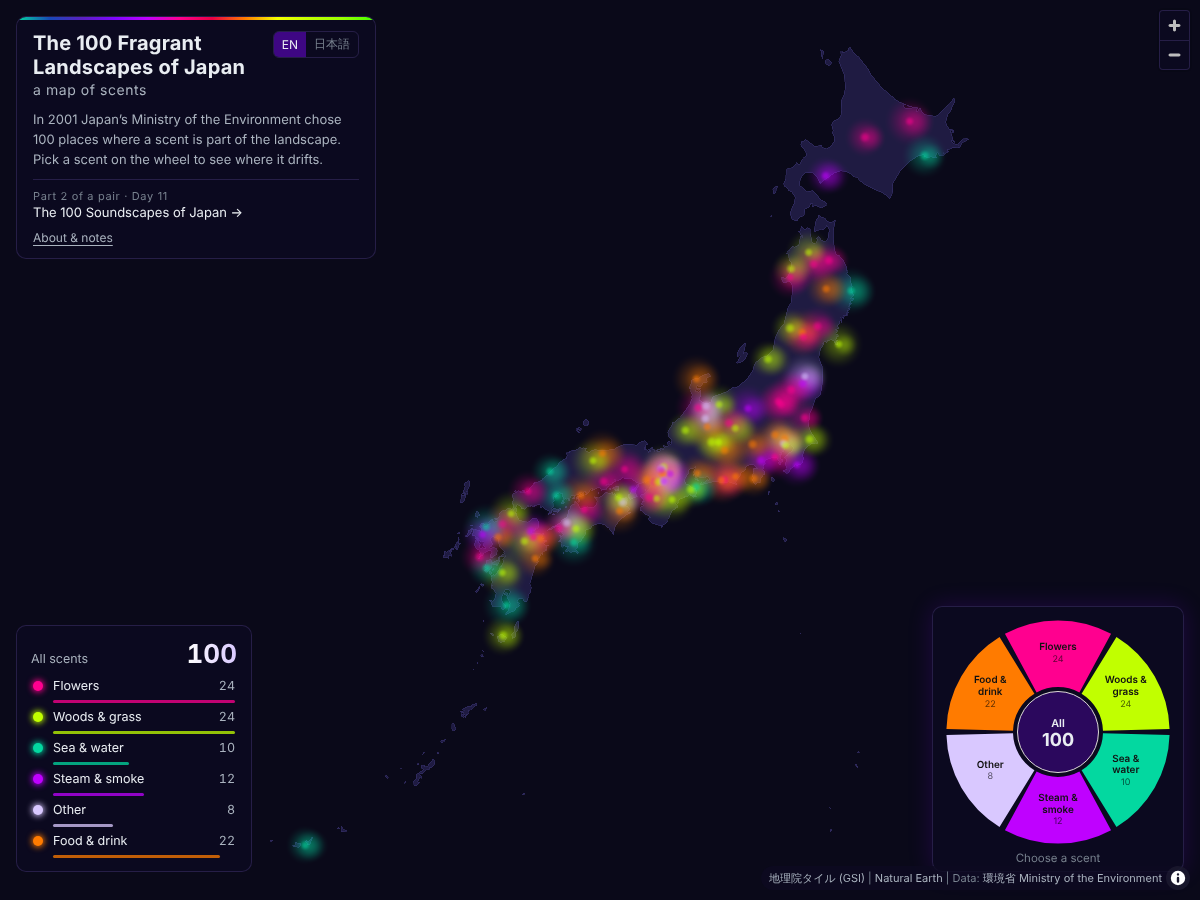 The 100 Fragrant
Landscapes of Japan
EN 日本語
a map of scents
In 2001 Japan's Ministry of the Environment chose
100 places where a scent is part of the landscape.
Pick a scent on the wheel to see where it drifts.
Part 2 of a pair · Day 11
The 100 Soundscapes of Japan →
About & notes
+
−
All scents 100
Flowers 24
Woods & grass 24
Sea & water 10
Steam & smoke 12
Other 8
Food & drink 22
Flowers
24
Woods &
grass
24
Sea &
water
10
Steam &
smoke
12
Other
8
Food &
drink
22
All
100
Choose a scent
地理院タイル (GSI) | Natural Earth | Data: 環境省 Ministry of the Environment